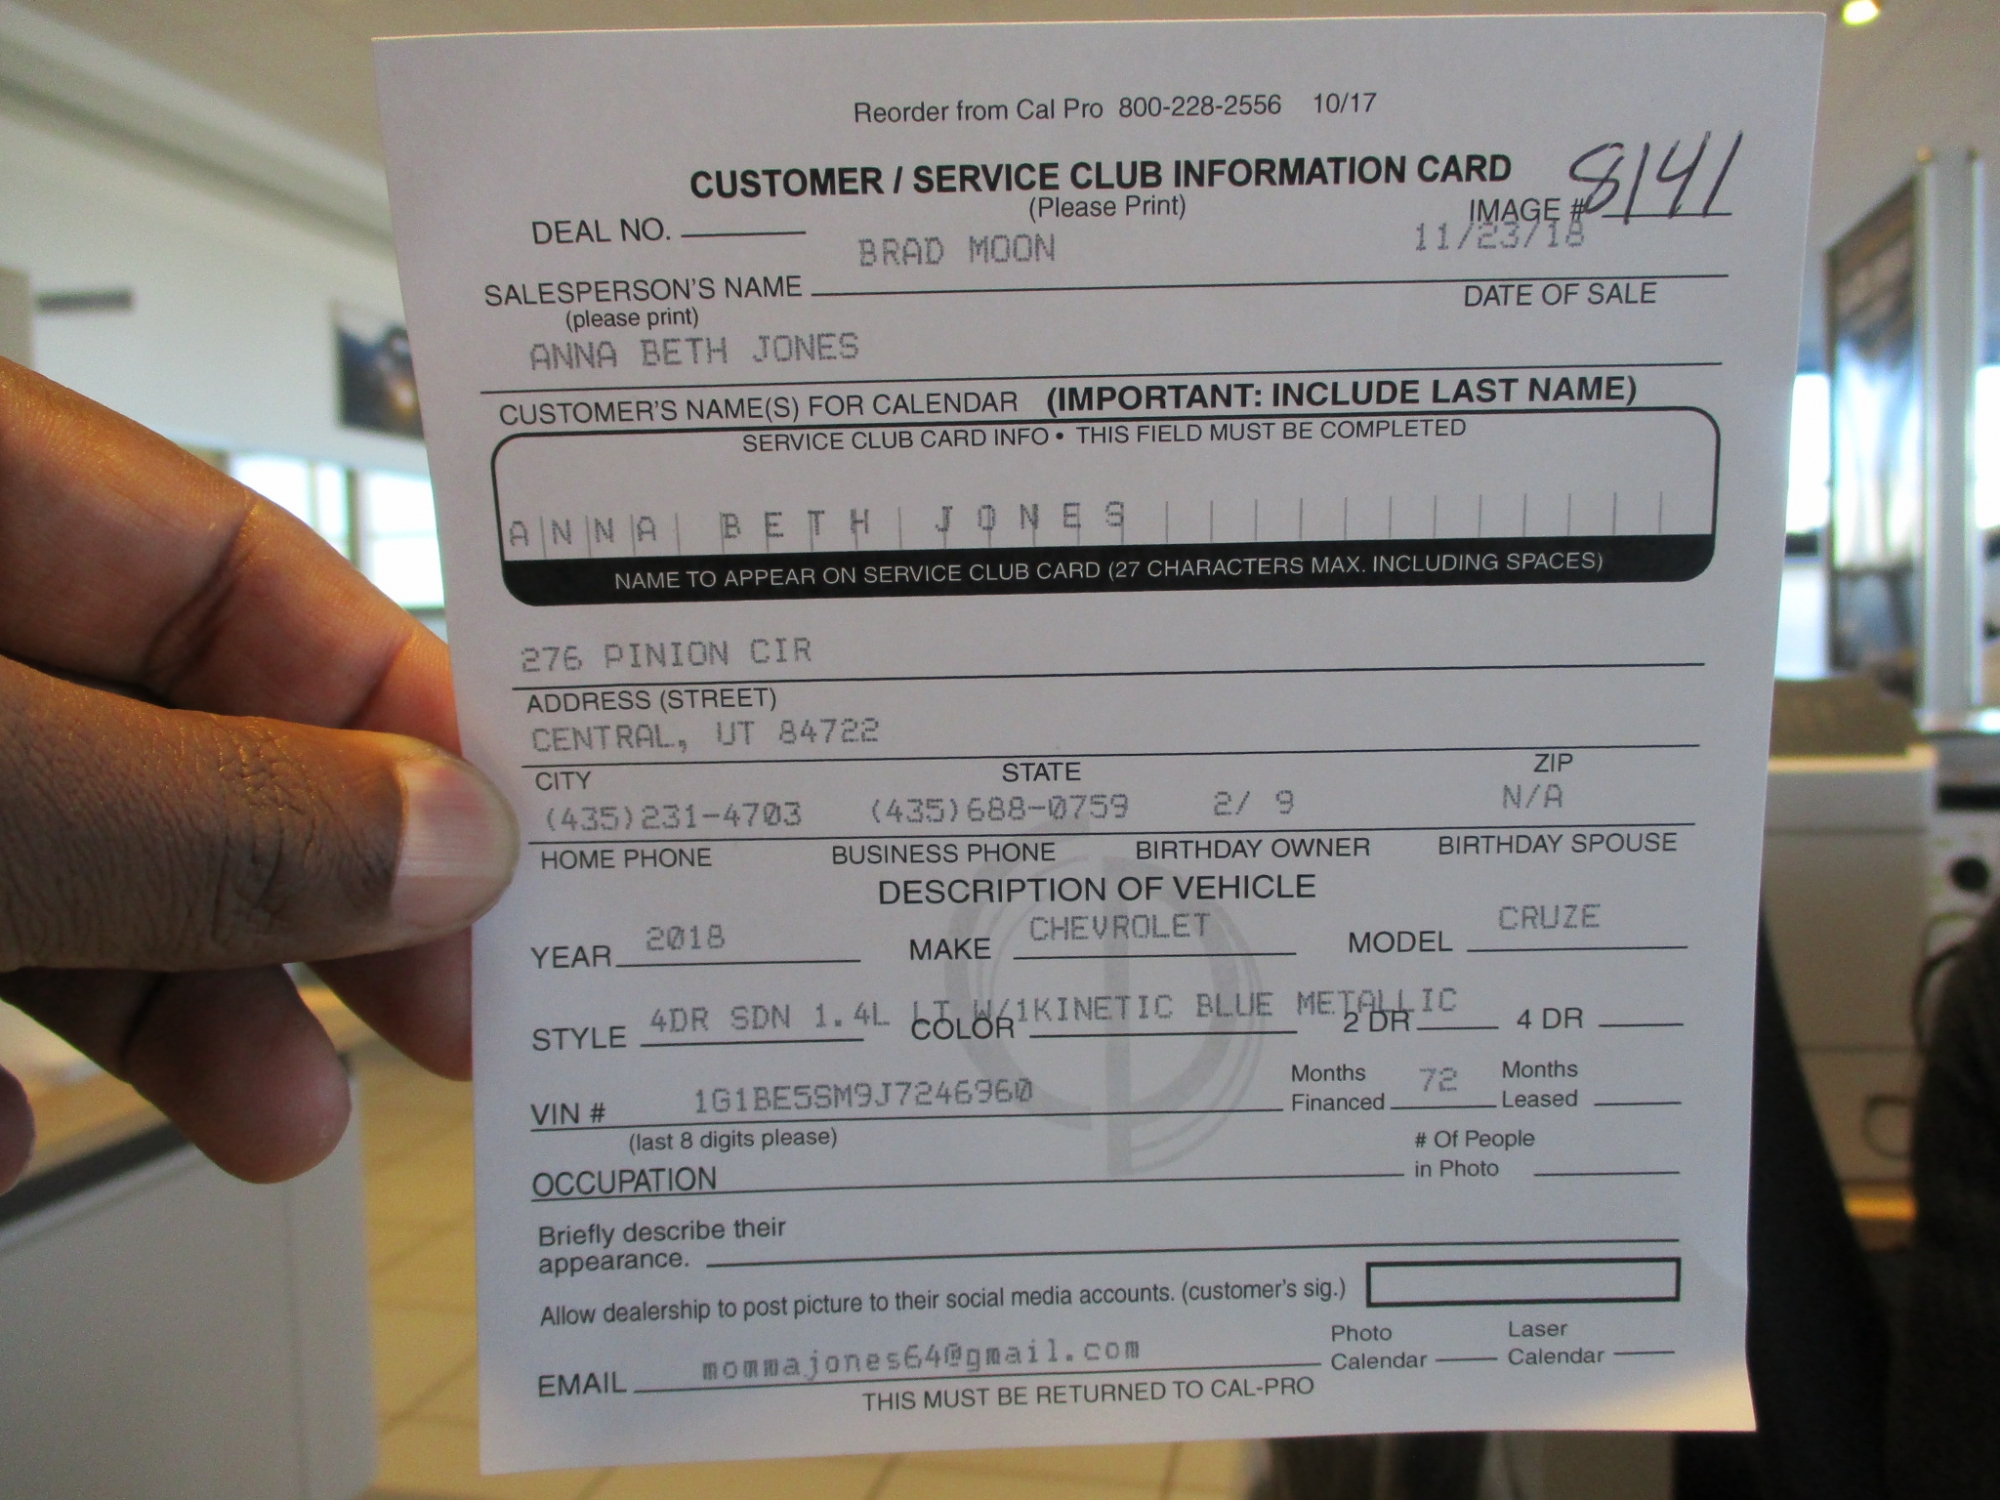 Reorder from Cal Pro 800-228-2556 10/17
CUSTOMER / SERVICE CLUB INFORMATION CARD
(Please Print)
DEAL NO. IMAGE # 8141
BRAD MOON 11/23/18
SALESPERSON'S NAME DATE OF SALE
(please print)
ANNA BETH JONES
CUSTOMER'S NAME(S) FOR CALENDAR (IMPORTANT: INCLUDE LAST NAME)
SERVICE CLUB CARD INFO • THIS FIELD MUST BE COMPLETED
ANNA BETH JONES
NAME TO APPEAR ON SERVICE CLUB CARD (27 CHARACTERS MAX. INCLUDING SPACES)
276 PINION CIR
ADDRESS (STREET)
CENTRAL, UT 84722
CITY STATE ZIP
(435)231-4703 (435)688-0759 2/ 9 N/A
HOME PHONE BUSINESS PHONE BIRTHDAY OWNER BIRTHDAY SPOUSE
DESCRIPTION OF VEHICLE
YEAR 2018 MAKE CHEVROLET MODEL CRUZE
4DR SDN 1.4L LT W/1KINETIC BLUE METALLIC
STYLE COLOR 2 DR 4 DR
VIN # 1G1BE5SM9J7246960 Months Financed 72 Months Leased
(last 8 digits please)
OCCUPATION # Of People in Photo
Briefly describe their
appearance.
Allow dealership to post picture to their social media accounts. (customer's sig.)
EMAIL mommajones64@gmail.com Photo Calendar Laser Calendar
THIS MUST BE RETURNED TO CAL-PRO